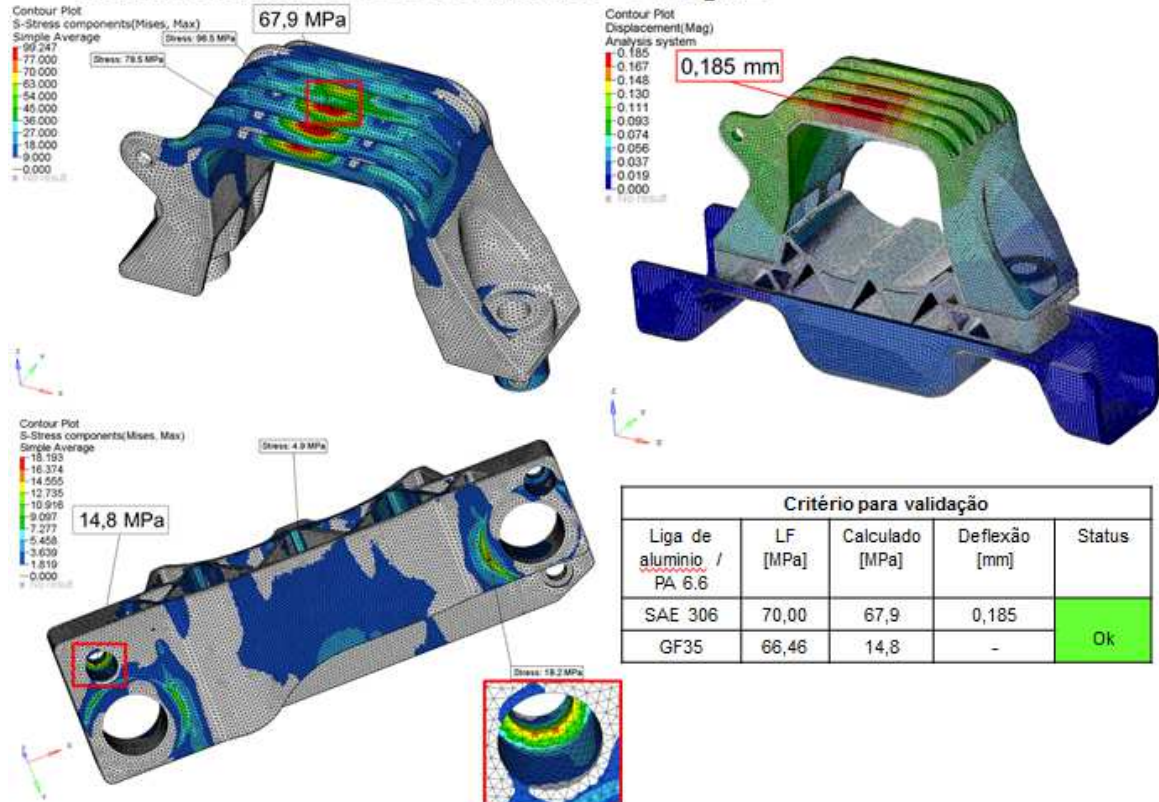 Contour Plot
S-Stress components(Mises, Max)
Simple Average
99.247
77.000
70.000
63.000
54.000
45.000
36.000
27.000
18.000
9.000
0.000
No result
Stress: 96.5 MPa
Stress: 78.5 MPa
67,9 MPa
Z
Y
X
Contour Plot
Displacement(Mag)
Analysis system
0.185
0.167
0.148
0.130
0.111
0.093
0.074
0.056
0.037
0.019
0.000
No result
0,185 mm
Z
Y
X
Contour Plot
S-Stress components(Mises, Max)
Simple Average
18.193
16.374
14.555
12.735
10.916
9.097
7.277
5.458
3.639
1.819
0.000
No result
Stress: 4.9 MPa
14,8 MPa
Stress: 18.2 MPa
X
Y
Critério para validação
Liga de aluminio / PA 6.6 LF [MPa] Calculado [MPa] Deflexão [mm] Status
SAE 306 70,00 67,9 0,185 Ok
GF35 66,46 14,8 -